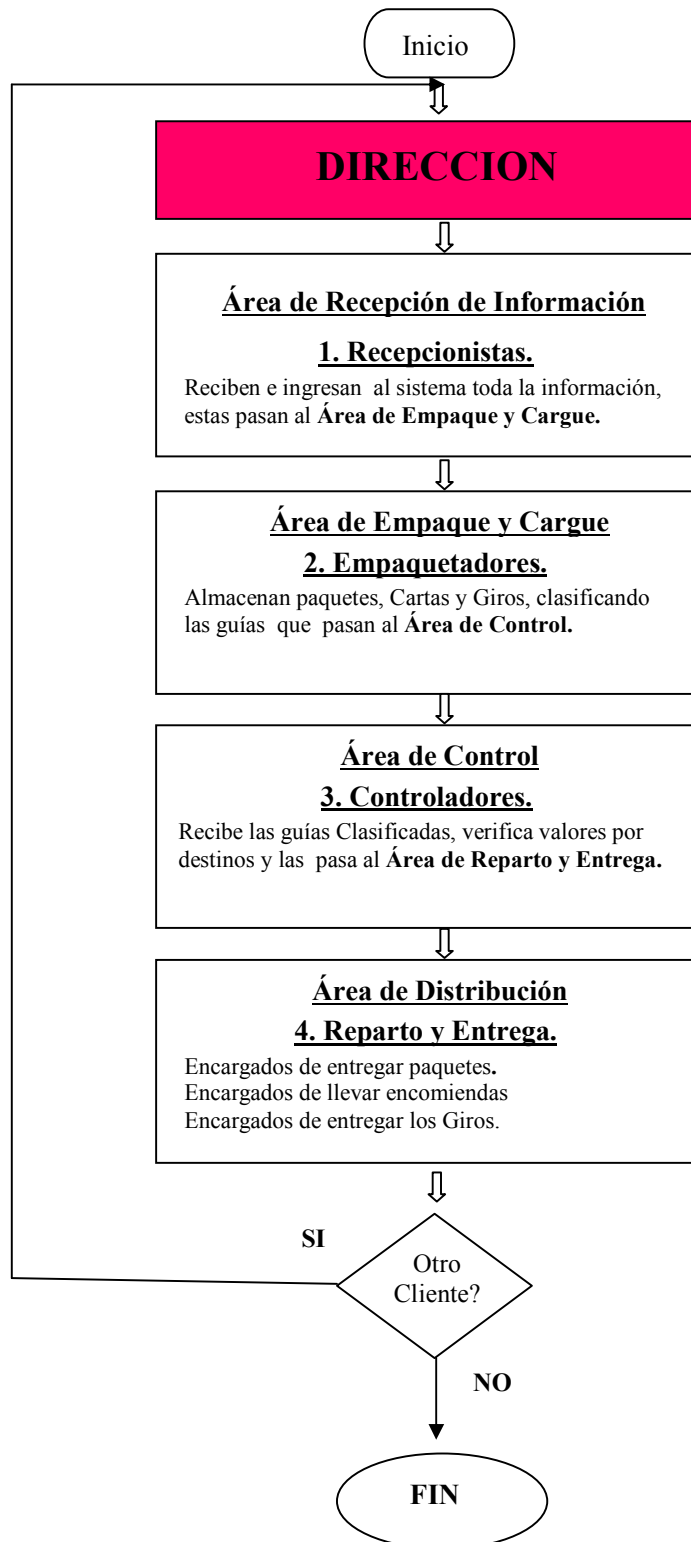 Inicio
DIRECCION
Área de Recepción de Información
1. Recepcionistas.
Reciben e ingresan al sistema toda la información,
estas pasan al Área de Empaque y Cargue.
Área de Empaque y Cargue
2. Empaquetadores.
Almacenan paquetes, Cartas y Giros, clasificando
las guías que pasan al Área de Control.
Área de Control
3. Controladores.
Recibe las guías Clasificadas, verifica valores por
destinos y las pasa al Área de Reparto y Entrega.
Área de Distribución
4. Reparto y Entrega.
Encargados de entregar paquetes.
Encargados de llevar encomiendas
Encargados de entregar los Giros.
SI
Otro
Cliente?
NO
FIN